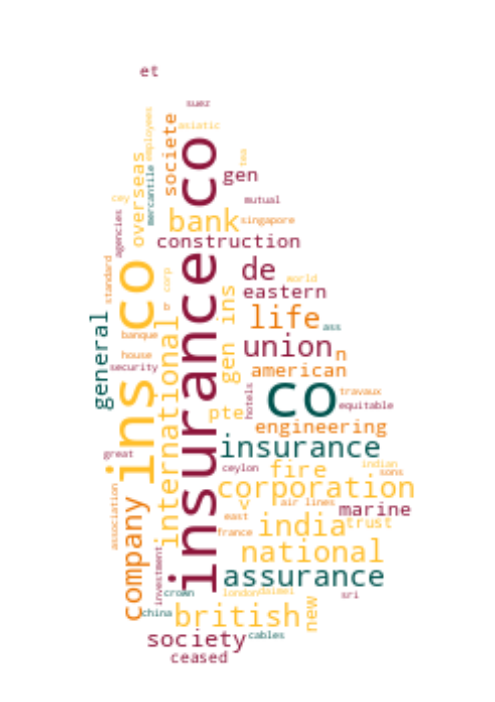 et
suez
asiatic
employees
societe
insurance co
tea
gen
mercantile
overseas
mutual
cey
bank
singapore
agencies
construction
standard
de
corp
world
eastern
ins co
gen ins
life
ass
general
international
banque
union
n
house
american
security
co
travaux
hotels
equitable
pte
engineering
insurance
great
ceylon
fire
indian
sons
corporation
association
company
v
air lines
marine
east
india
trust
france
national
investment
assurance
crown
london
daimei
sri
china
british
new
society
cables
ceased